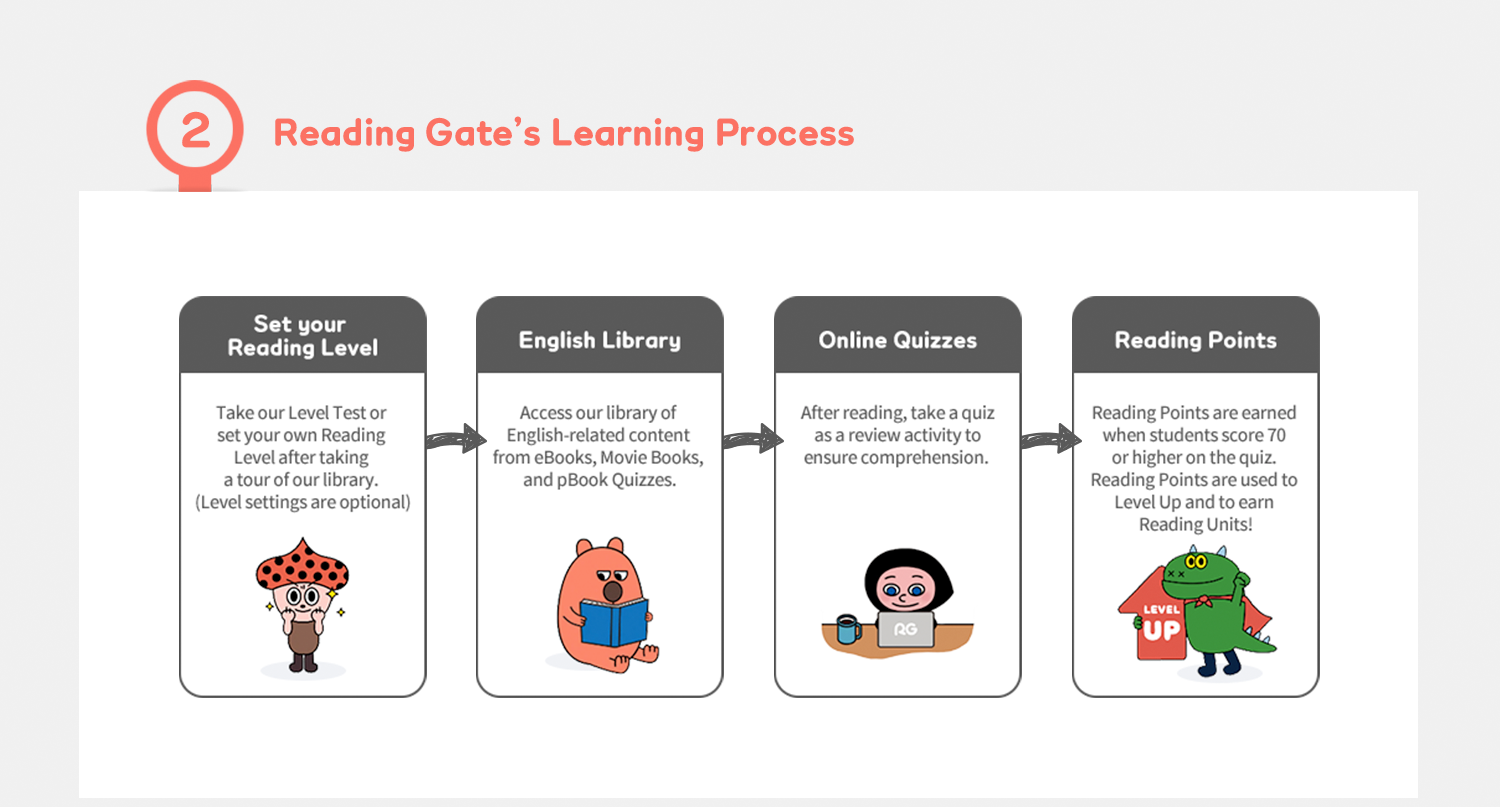 2
Reading Gate's Learning Process
Set your
Reading Level
Take our Level Test or
set your own Reading
Level after taking
a tour of our library.
(Level settings are optional)
English Library
Access our library of
English-related content
from eBooks, Movie Books,
and pBook Quizzes.
Online Quizzes
After reading, take a quiz
as a review activity to
ensure comprehension.
RG
Reading Points
Reading Points are earned
when students score 70
or higher on the quiz.
Reading Points are used to
Level Up and to earn
Reading Units!
LEVEL
UP